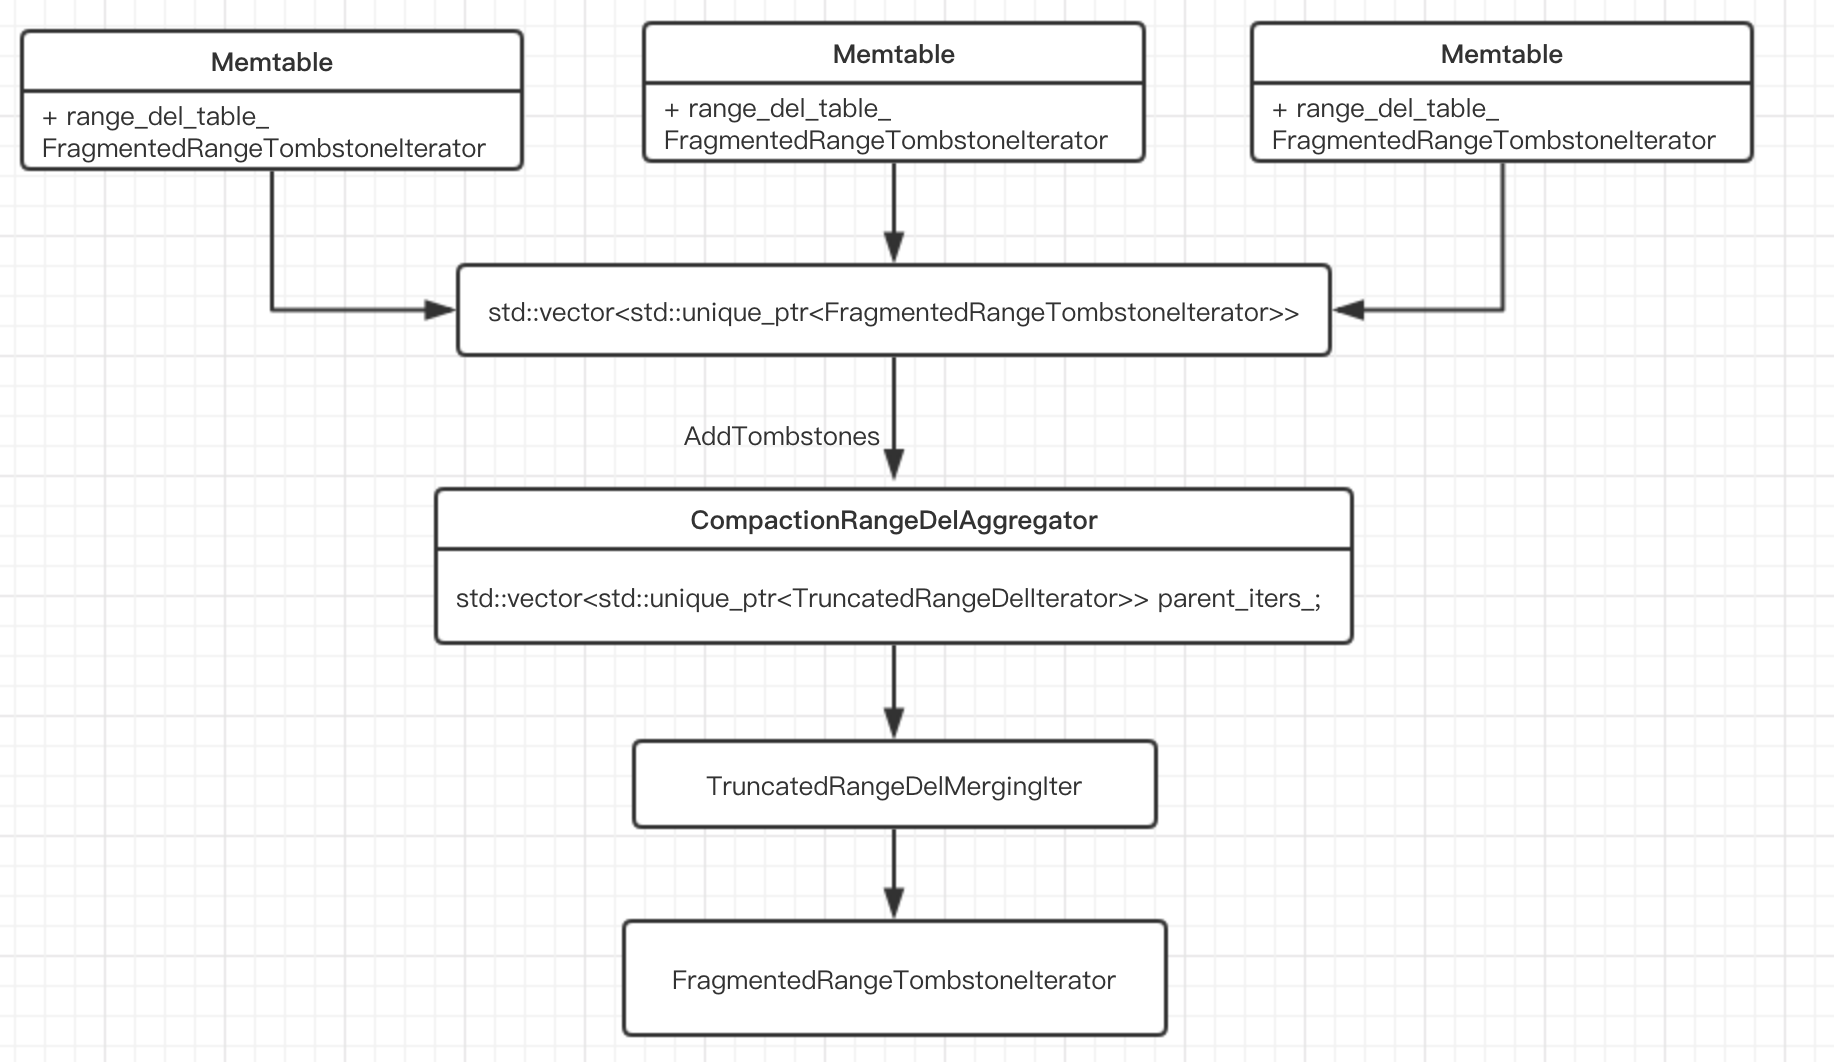 Memtable
+ range_del_table_
FragmentedRangeTombstoneIterator
Memtable
+ range_del_table_
FragmentedRangeTombstoneIterator
Memtable
+ range_del_table_
FragmentedRangeTombstoneIterator
std::vector<std::unique_ptr<FragmentedRangeTombstoneIterator>>
AddTombstones
CompactionRangeDelAggregator
std::vector<std::unique_ptr<TruncatedRangeDelIterator>> parent_iters_;
TruncatedRangeDelMergingIter
FragmentedRangeTombstoneIterator